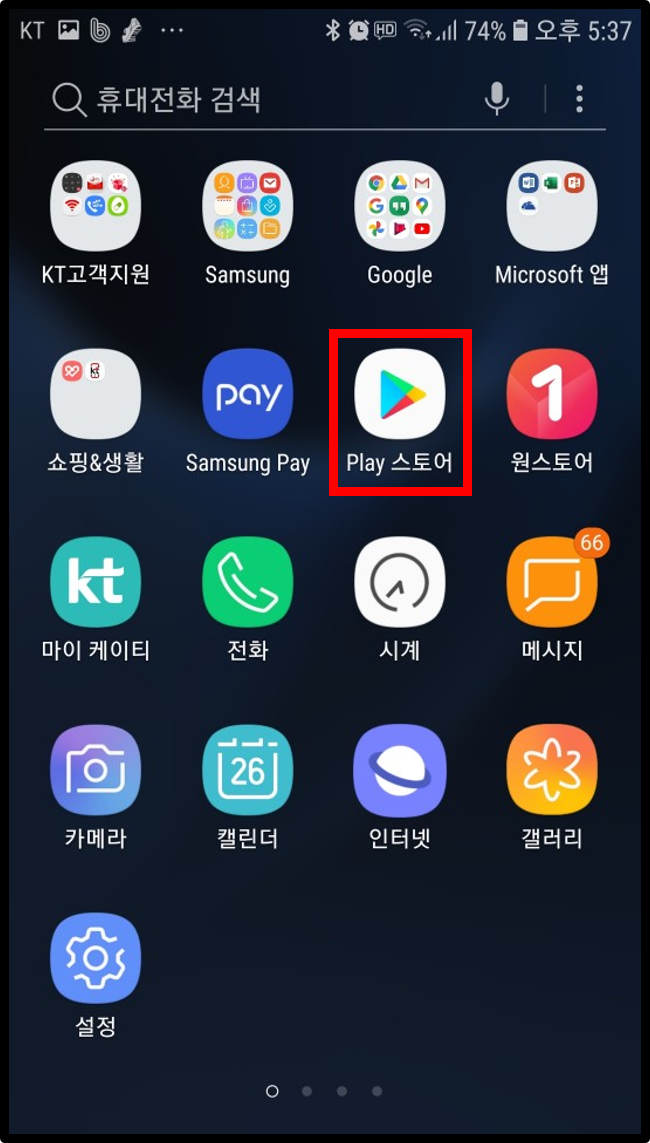 KT 74% 오후 5:37
휴대전화 검색
KT고객지원 Samsung Google Microsoft 앱
pay 1
쇼핑&생활 Samsung Pay Play 스토어 원스토어
kt 66
마이 케이티 전화 시계 메시지
26
카메라 캘린더 인터넷 갤러리
설정